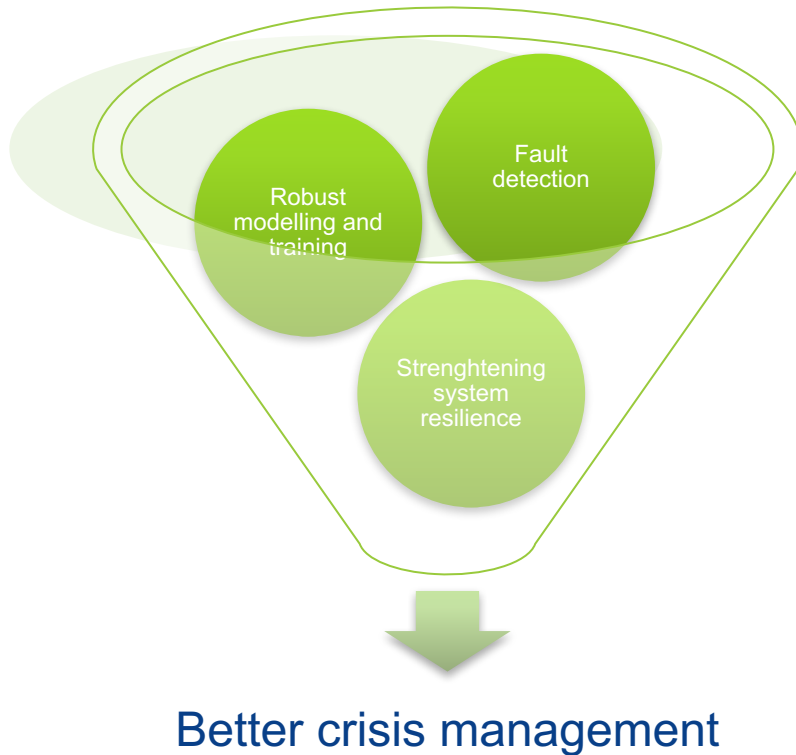 Fault
detection
Robust
modelling and
training
Strenghtening
system
resilience
Better crisis management